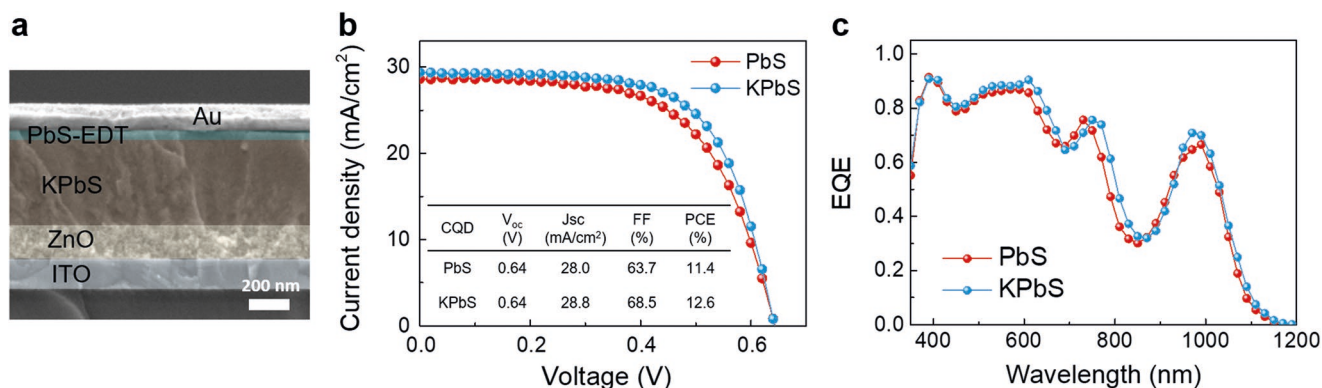 a
Au
PbS-EDT
KPbS
ZnO
ITO
200 nm
b
Current density (mA/cm²)
30
20
10
0
0.0 0.2 0.4 0.6
Voltage (V)
PbS
KPbS
CQD Voc (V) Jsc (mA/cm²) FF (%) PCE (%)
PbS 0.64 28.0 63.7 11.4
KPbS 0.64 28.8 68.5 12.6
c
EQE
1.0
0.8
0.6
0.4
0.2
0.0
400 600 800 1000 1200
Wavelength (nm)
PbS
KPbS